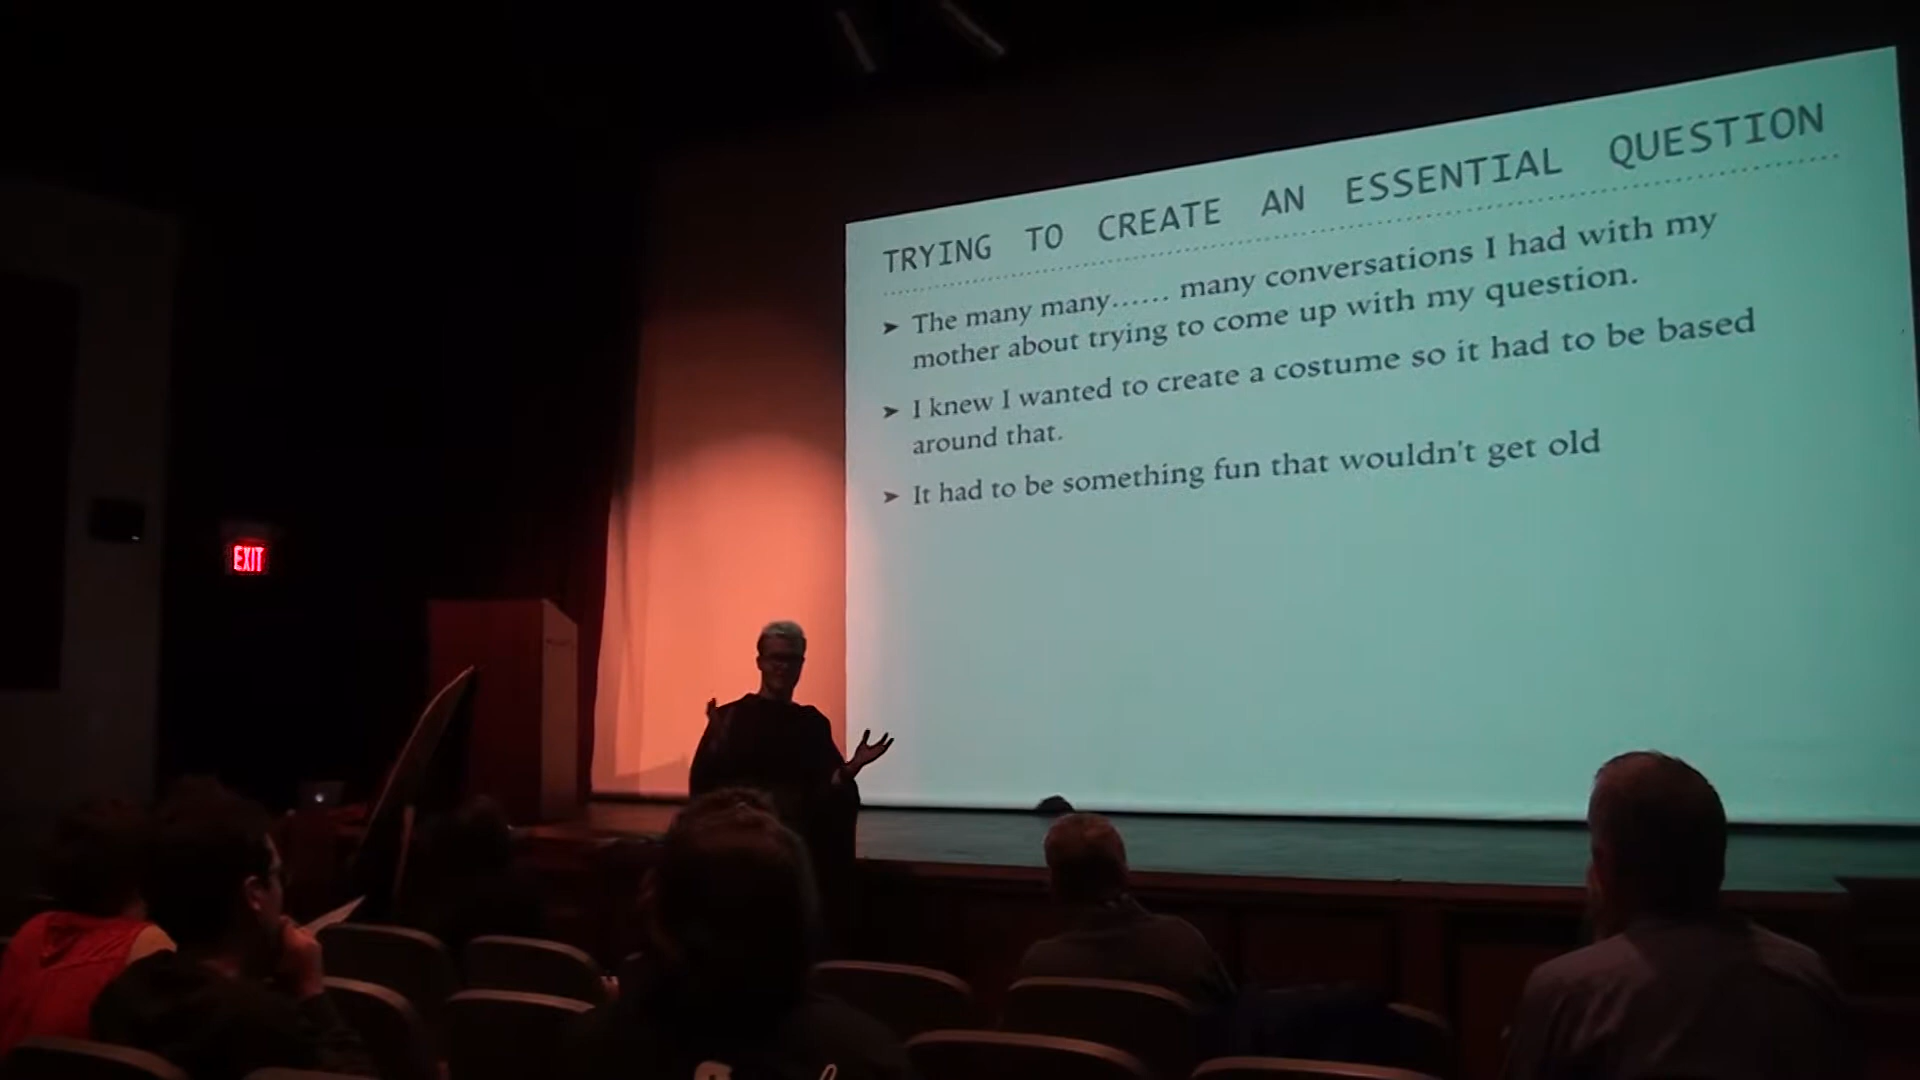 TRYING TO CREATE AN ESSENTIAL QUESTION
➤ The many many...... many conversations I had with my
mother about trying to come up with my question.
➤ I knew I wanted to create a costume so it had to be based
around that.
➤ It had to be something fun that wouldn't get old
EXIT